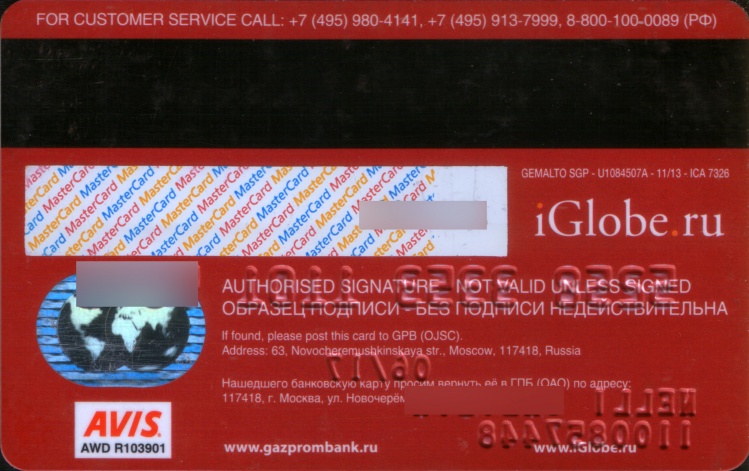 FOR CUSTOMER SERVICE CALL: +7 (495) 980-4141, +7 (495) 913-7999, 8-800-100-0089 (РФ)
MasterCard MasterCard MasterCard MasterCard
GEMALTO SGP - U1084507A - 11/13 - ICA 7326
iGlobe.ru
AUTHORISED SIGNATURE - NOT VALID UNLESS SIGNED
ОБРАЗЕЦ ПОДПИСИ - БЕЗ ПОДПИСИ НЕДЕЙСТВИТЕЛЬНА
If found, please post this card to GPB (OJSC).
Address: 63, Novocheremushkinskaya str., Moscow, 117418, Russia
Нашедшего банковскую карту просим вернуть её в ГПБ (ОАО) по адресу:
117418, г. Москва, ул.
AVIS
AWD R103901
www.gazprombank.ru
www.iGlobe.ru